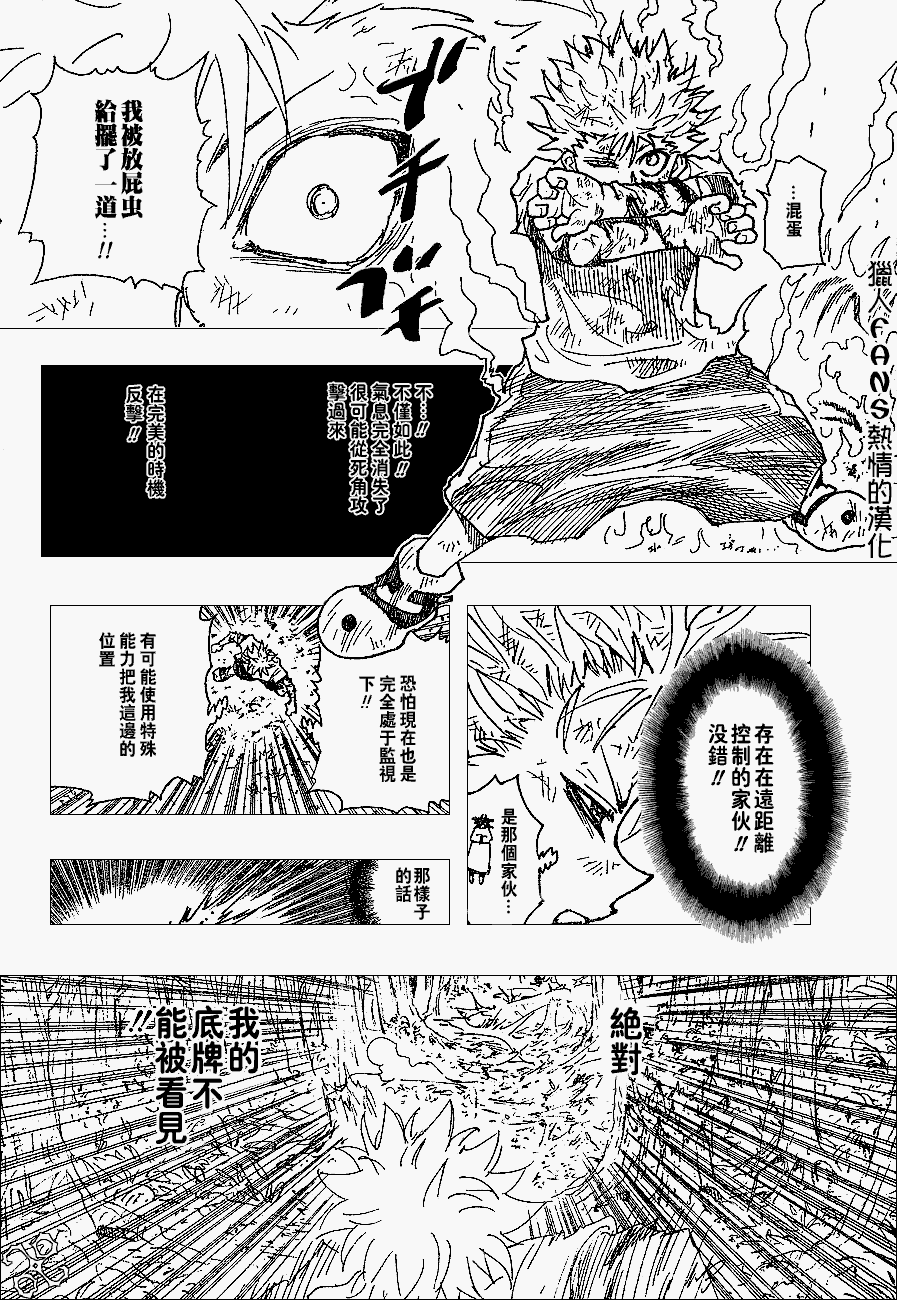 …混蛋
ブチチ
ブチ
我被放屁虫
給擺了一道…!!
獵人FANS熱情的漢化
不…!!
不僅如此!!
氣息完全消失了
很可能從死角攻
擊過來
在完美的時機
反擊!!
存在在遠距離
控制的家伙!!
没錯!!
是那個家伙…
恐怕現在也是
完全處于監視
下!!
有可能使用特殊
能力把我這邊的
位置
那樣子
的話
絕對
我的
底牌不
能被看見
!!